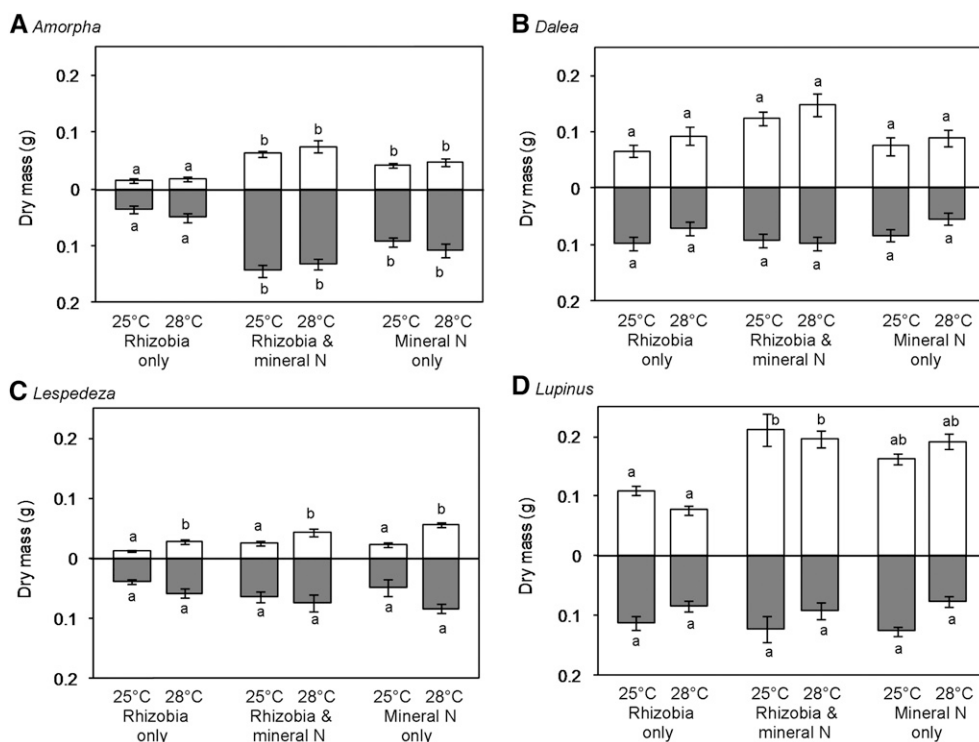 A Amorpha
Dry mass (g)
0.2
0.1
0
0.1
0.2
a
a
b
b
b
b
a
a
b
b
b
b
25°C 28°C 25°C 28°C 25°C 28°C
Rhizobia Rhizobia & Mineral N
only mineral N only
B Dalea
Dry mass (g)
0.2
0.1
0
0.1
0.2
a
a
a
a
a
a
a
a
a
a
a
a
25°C 28°C 25°C 28°C 25°C 28°C
Rhizobia Rhizobia & Mineral N
only mineral N only
C Lespedeza
Dry mass (g)
0.2
0.1
0
0.1
0.2
a
b
a
b
a
b
a
a
a
a
a
a
25°C 28°C 25°C 28°C 25°C 28°C
Rhizobia Rhizobia & Mineral N
only mineral N only
D Lupinus
Dry mass (g)
0.2
0.1
0
0.1
0.2
a
a
b
b
ab
ab
a
a
a
a
a
a
25°C 28°C 25°C 28°C 25°C 28°C
Rhizobia Rhizobia & Mineral N
only mineral N only